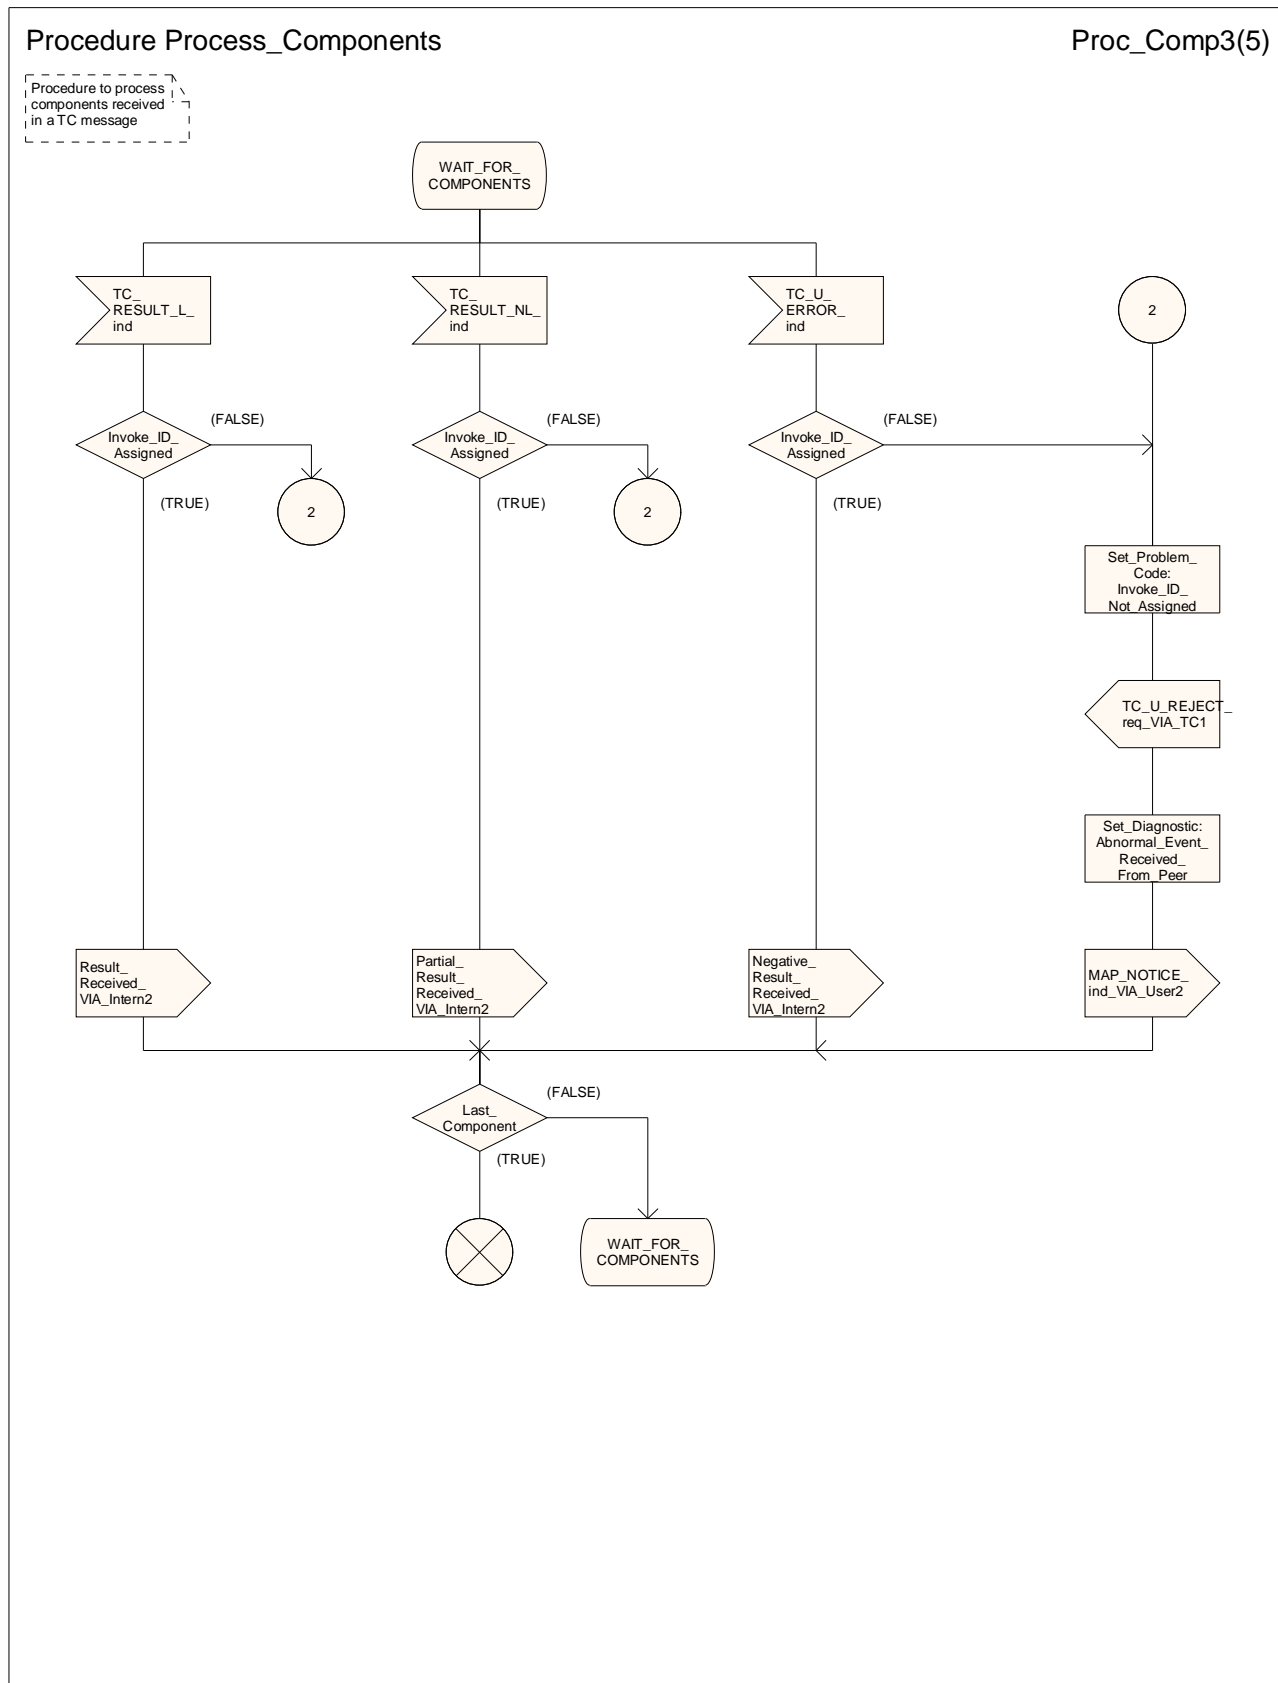 Procedure Process_Components
Proc_Comp3(5)
Procedure to process
components received
in a TC message
WAIT_FOR_
COMPONENTS
TC_
RESULT_L_
ind
TC_
RESULT_NL_
ind
TC_U_
ERROR_
ind
2
(FALSE)
(FALSE)
(FALSE)
Invoke_ID_
Assigned
Invoke_ID_
Assigned
Invoke_ID_
Assigned
(TRUE)
(TRUE)
(TRUE)
2
2
Set_Problem_
Code:
Invoke_ID_
Not_Assigned
TC_U_REJECT_
req_VIA_TC1
Set_Diagnostic:
Abnormal_Event_
Received_
From_Peer
Result_
Received_
VIA_Intern2
Partial_
Result_
Received_
VIA_Intern2
Negative_
Result_
Received_
VIA_Intern2
MAP_NOTICE_
ind_VIA_User2
(FALSE)
Last_
Component
(TRUE)
WAIT_FOR_
COMPONENTS